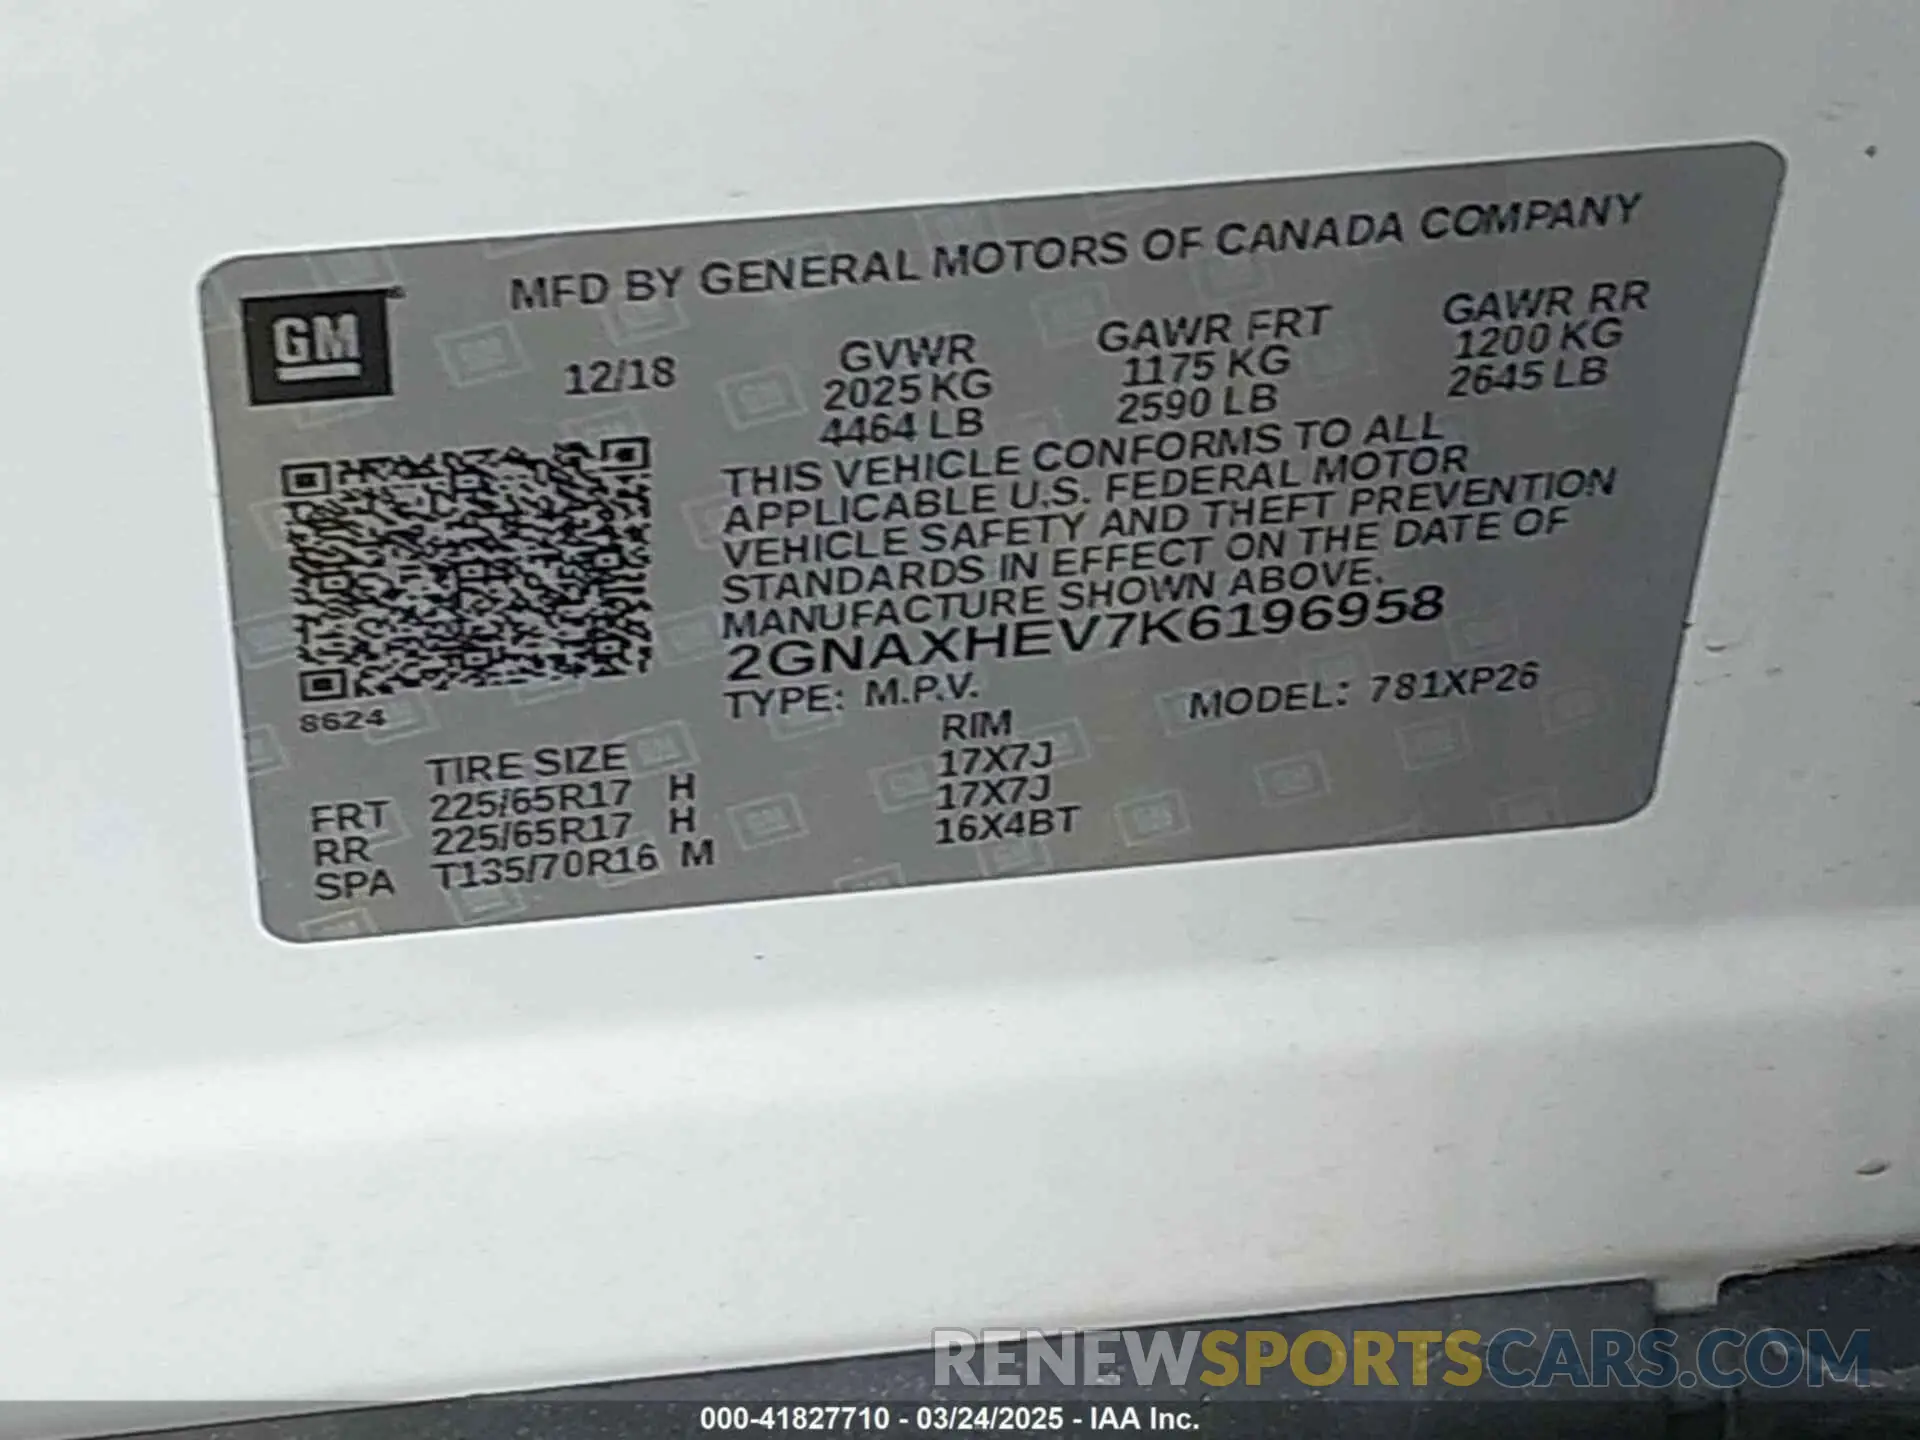 MFD BY GENERAL MOTORS OF CANADA COMPANY
GM
12/18
GVWR
2025 KG
4464 LB
GAWR FRT
1175 KG
2590 LB
GAWR RR
1200 KG
2645 LB
THIS VEHICLE CONFORMS TO ALL
APPLICABLE U.S. FEDERAL MOTOR
VEHICLE SAFETY AND THEFT PREVENTION
STANDARDS IN EFFECT ON THE DATE OF
MANUFACTURE SHOWN ABOVE.
2GNAXHEV7K6196958
TYPE: M.P.V.
MODEL: 781XP26
8624
TIRE SIZE
RIM
FRT 225/65R17 H 17X7J
RR 225/65R17 H 17X7J
SPA T135/70R16 M 16X4BT
RENEWSPORTSCARS.COM
000-41827710 - 03/24/2025 - IAA Inc.